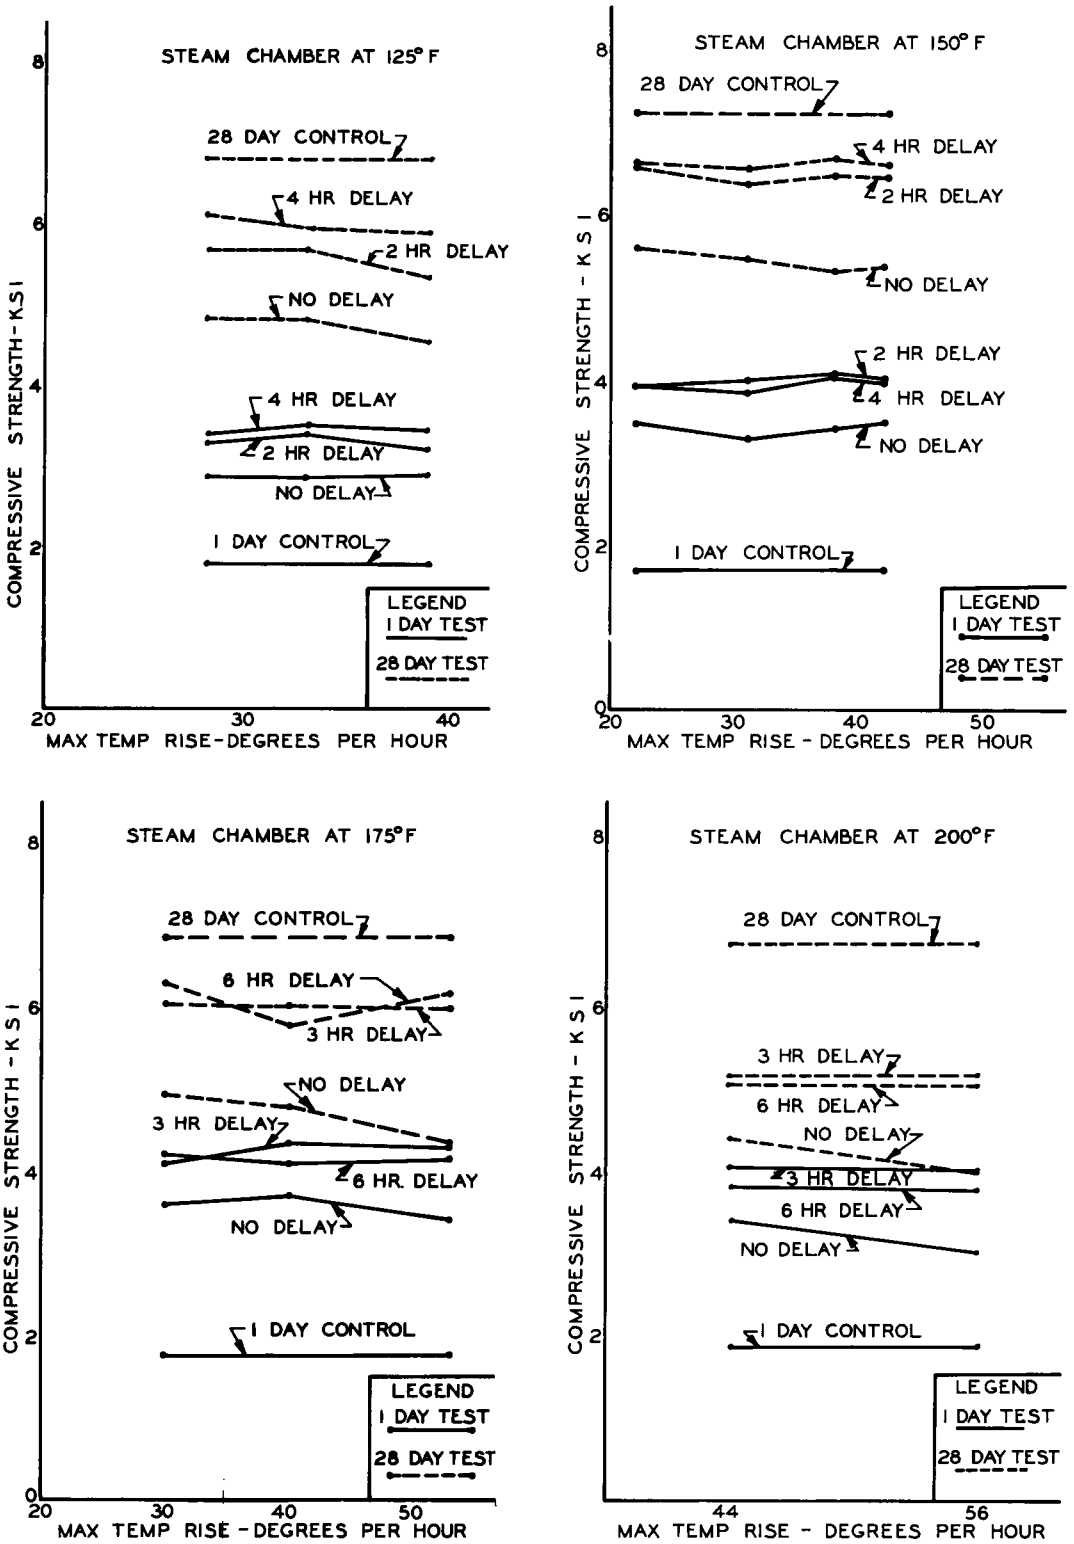 STEAM CHAMBER AT 125°F
8
6
4
2
COMPRESSIVE STRENGTH-KSI
28 DAY CONTROL
4 HR DELAY
2 HR DELAY
NO DELAY
4 HR DELAY
2 HR DELAY
NO DELAY
1 DAY CONTROL
LEGEND
1 DAY TEST
28 DAY TEST
20 30 40
MAX TEMP RISE-DEGREES PER HOUR
STEAM CHAMBER AT 150°F
8
6
4
2
0
COMPRESSIVE STRENGTH-KSI
28 DAY CONTROL
4 HR DELAY
2 HR DELAY
NO DELAY
2 HR DELAY
4 HR DELAY
NO DELAY
1 DAY CONTROL
LEGEND
1 DAY TEST
28 DAY TEST
20 30 40 50
MAX TEMP RISE - DEGREES PER HOUR
STEAM CHAMBER AT 175°F
8
6
4
2
0
COMPRESSIVE STRENGTH-KSI
28 DAY CONTROL
6 HR DELAY
3 HR DELAY
NO DELAY
3 HR DELAY
6 HR. DELAY
NO DELAY
1 DAY CONTROL
LEGEND
1 DAY TEST
28 DAY TEST
20 30 40 50
MAX TEMP RISE - DEGREES PER HOUR
STEAM CHAMBER AT 200°F
8
6
4
2
COMPRESSIVE STRENGTH- KSI
28 DAY CONTROL
3 HR DELAY
6 HR DELAY
NO DELAY
3 HR DELAY
6 HR DELAY
NO DELAY
1 DAY CONTROL
LEGEND
1 DAY TEST
28 DAY TEST
44 56
MAX TEMP RISE - DEGREES PER HOUR